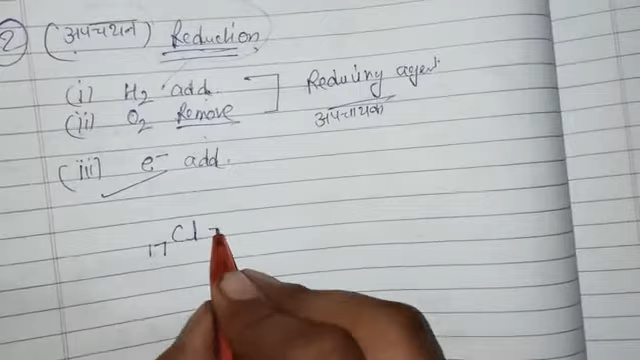 2 (अपचयन) Reduction
(i) H2 add. Reducing agent
(ii) O2 Remove अपचायक
(iii) e- add.
17Cl